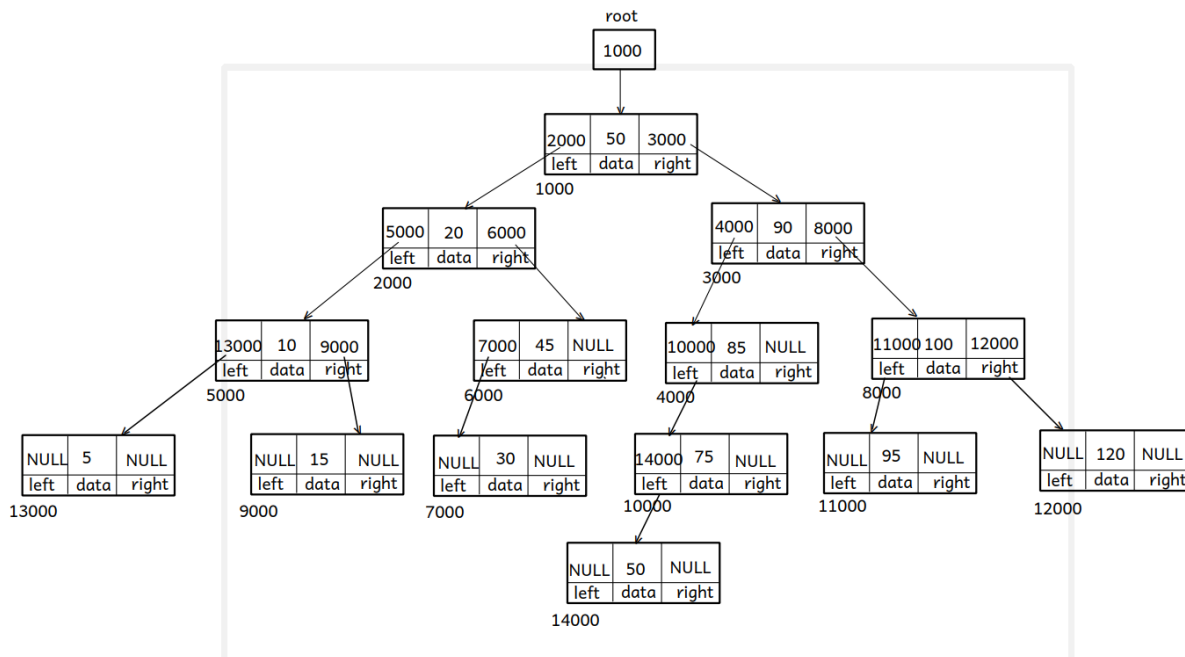 root
1000
2000 50 3000
left data right
1000
5000 20 6000
left data right
2000
4000 90 8000
left data right
3000
13000 10 9000
left data right
5000
7000 45 NULL
left data right
6000
10000 85 NULL
left data right
4000
11000 100 12000
left data right
8000
NULL 5 NULL
left data right
13000
NULL 15 NULL
left data right
9000
NULL 30 NULL
left data right
7000
14000 75 NULL
left data right
10000
NULL 95 NULL
left data right
11000
NULL 120 NULL
left data right
12000
NULL 50 NULL
left data right
14000